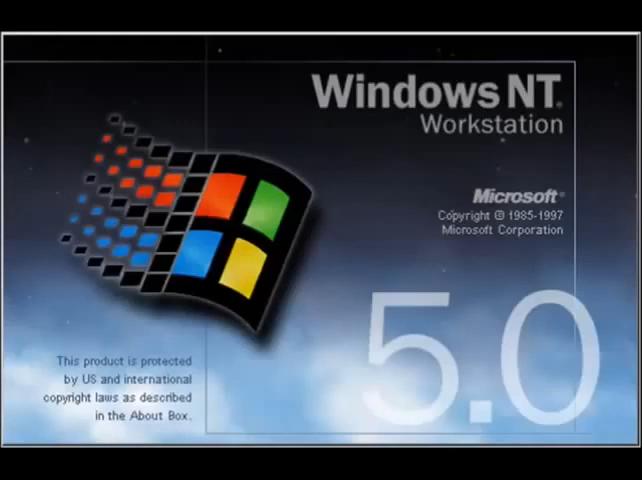 Windows NT®
Workstation
Microsoft®
Copyright © 1985-1997
Microsoft Corporation
5.0
This product is protected
by US and international
copyright laws as described
in the About Box.